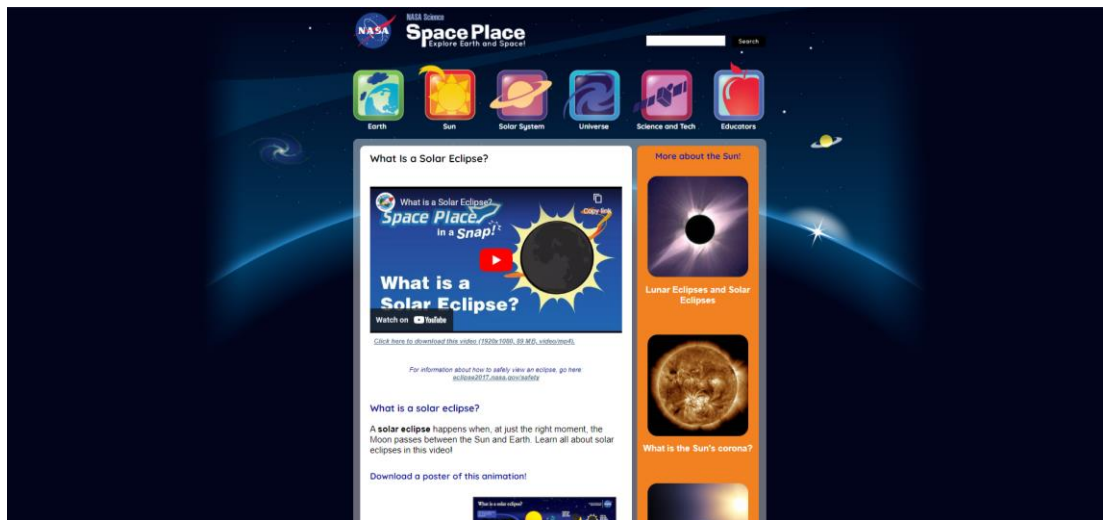 NASA
NASA Science
Space Place
Explore Earth and Space!
Search
Earth
Sun
Solar System
Universe
Science and Tech
Educators
What Is a Solar Eclipse?
What is a Solar Eclipse?
Copy link
Space Place
in a Snap!
What is a
Solar Eclipse?
Watch on YouTube
Click here to download this video (1920x1080, 89 MB, video/mp4).
For information about how to safely view an eclipse, go here
eclipse2017.nasa.gov/safety
What is a solar eclipse?
A solar eclipse happens when, at just the right moment, the
Moon passes between the Sun and Earth. Learn all about solar
eclipses in this video!
Download a poster of this animation!
What is a solar eclipse?
More about the Sun!
Lunar Eclipses and Solar
Eclipses
What is the Sun's corona?